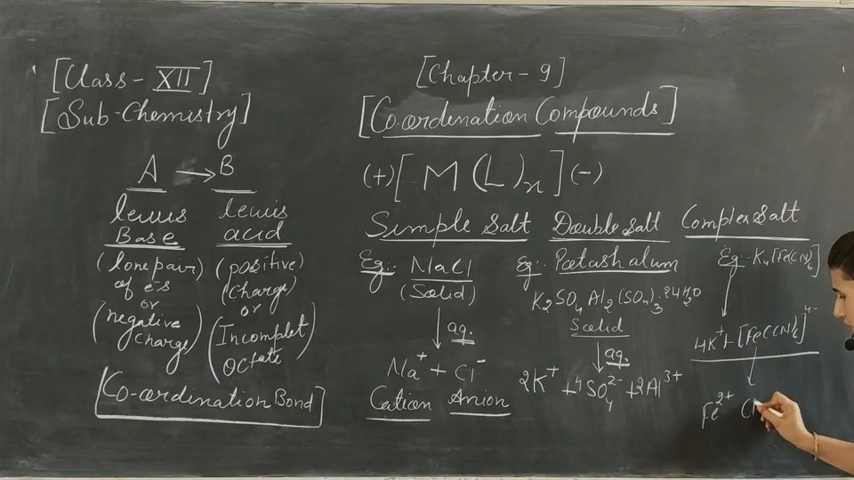 [Class - XII]
[Sub-Chemistry]
A → B
lewis lewis
Base acid
(lone pair) (positive)
of e-s (charge)
or or
(negative charge) (Incomplet octate)
Co-ordination Bond
[Chapter - 9]
[Co-ordination Compounds]
(+) [M(L)n] (-)
Simple Salt Double Salt Complex Salt
Eg:- NaCl Eg:- Potash alum Eg:- K4[Fe(CN)6]
(Solid) K2SO4 Al2(SO4)3.24H2O
Solid
aq. aq.
4K+ + [Fe(CN)6]4-
Na+ + Cl- 2K+ + 4SO4 2- + 2Al3+
Cation Anion Fe2+ (